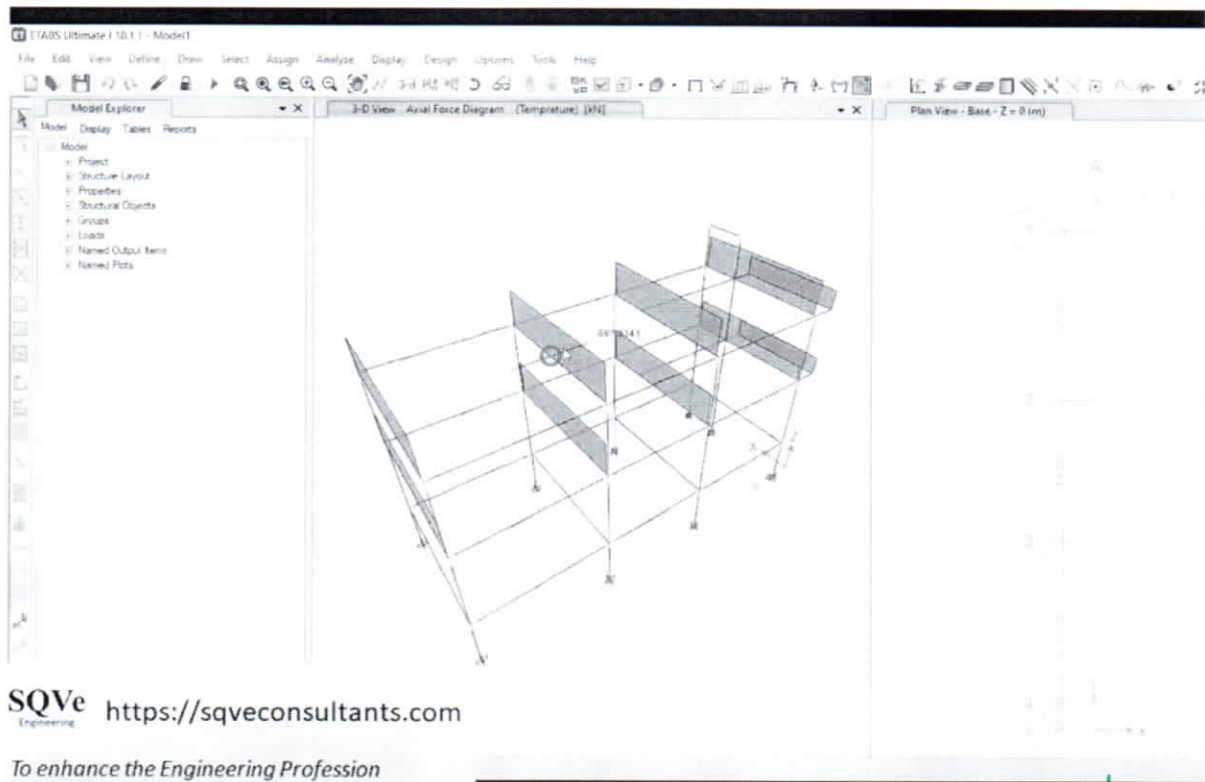 ETABS Ultimate 18.1.1 - Model1
File Edit View Define Draw Select Assign Analyze Display Design Options Tools Help
Model Explorer
3-D View Axial Force Diagram (Temprature) [kN]
Plan View - Base - Z = 0 (m)
Model Display Tables Reports
Model
Project
Structure Layout
Properties
Structural Objects
Groups
Loads
Named Output Items
Named Plots
X
SQVe
Engineering
https://sqveconsultants.com
To enhance the Engineering Profession